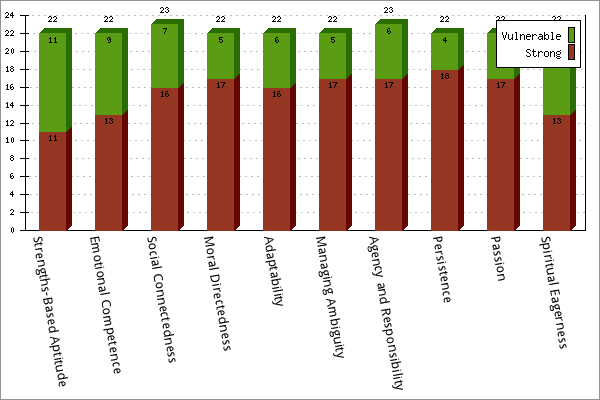 24
22
20
18
16
14
12
10
8
6
4
2
0
22 22 23 22 22 22 23 22 22 22
11 9 7 5 6 5 6 4
11 13 16 17 16 17 17 18 17 13
Vulnerable
Strong
Strengths-Based Aptitude
Emotional Competence
Social Connectedness
Moral Directedness
Adaptability
Managing Ambiguity
Agency and Responsibility
Persistence
Passion
Spiritual Eagerness